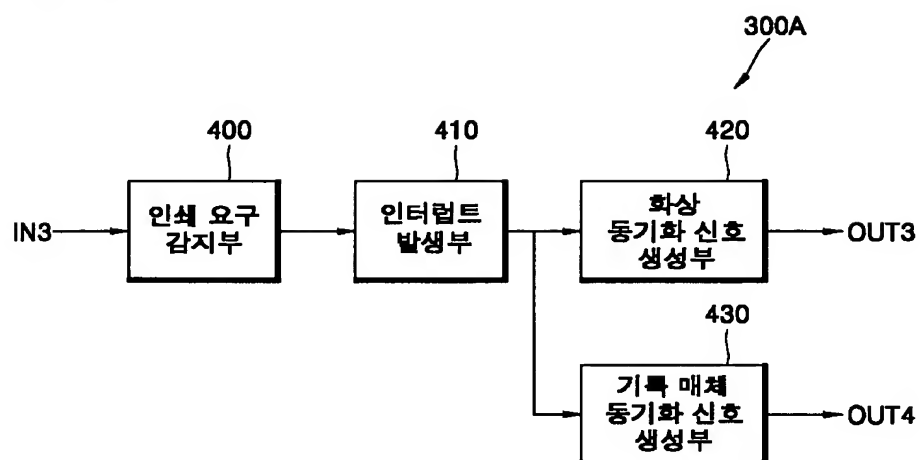 300A
400
410
420
IN3
인쇄 요구
감지부
인터럽트
발생부
화상
동기화 신호
생성부
OUT3
430
기록 매체
동기화 신호
생성부
OUT4